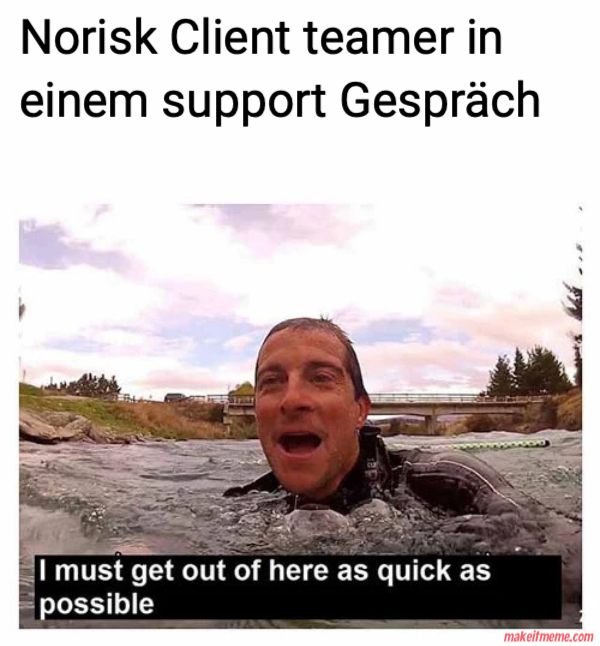 Norisk Client teamer in
einem support Gespräch
I must get out of here as quick as
possible
makeitmeme.com